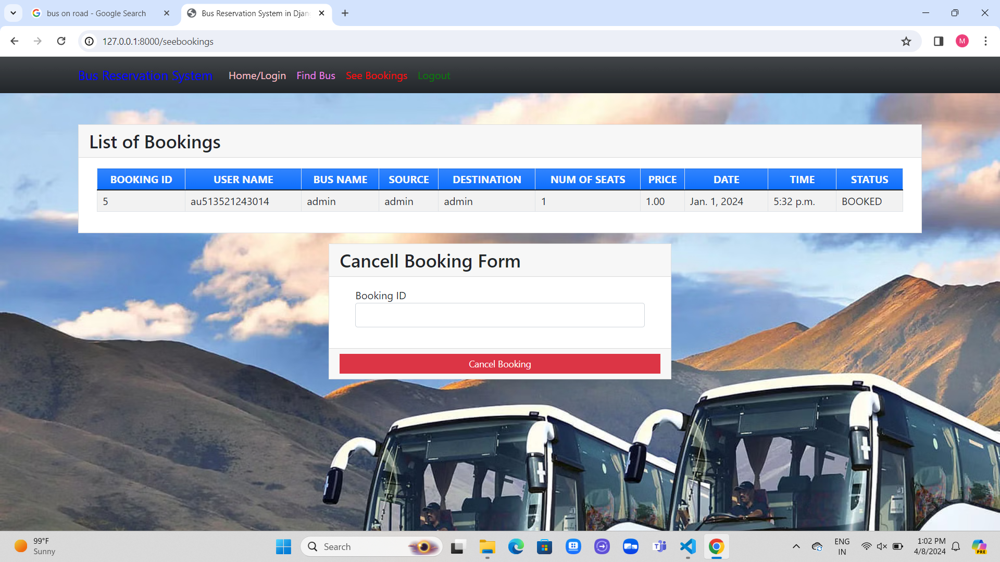 bus on road - Google Search
Bus Reservation System in Djan
127.0.0.1:8000/seebookings
M
Bus Reservation System Home/Login Find Bus See Bookings Logout
List of Bookings
BOOKING ID USER NAME BUS NAME SOURCE DESTINATION NUM OF SEATS PRICE DATE TIME STATUS
5 au513521243014 admin admin admin 1 1.00 Jan. 1, 2024 5:32 p.m. BOOKED
Cancell Booking Form
Booking ID
Cancel Booking
99°F
Sunny
Search
ENG
IN
1:02 PM
4/8/2024
PRE